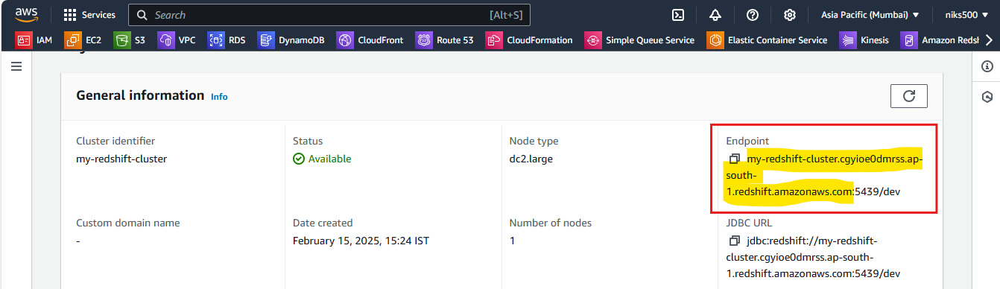 aws
Services
Search
[Alt+S]
Asia Pacific (Mumbai)
niks500
IAM
EC2
S3
VPC
RDS
DynamoDB
CloudFront
Route 53
CloudFormation
Simple Queue Service
Elastic Container Service
Kinesis
Amazon Redsh
General information
Info
Cluster identifier
my-redshift-cluster
Status
Available
Node type
dc2.large
Endpoint
my-redshift-cluster.cgyioe0dmrss.ap-
south-
1.redshift.amazonaws.com:5439/dev
Custom domain name
-
Date created
February 15, 2025, 15:24 IST
Number of nodes
1
JDBC URL
jdbc:redshift://my-redshift-
cluster.cgyioe0dmrss.ap-south-
1.redshift.amazonaws.com:5439/dev